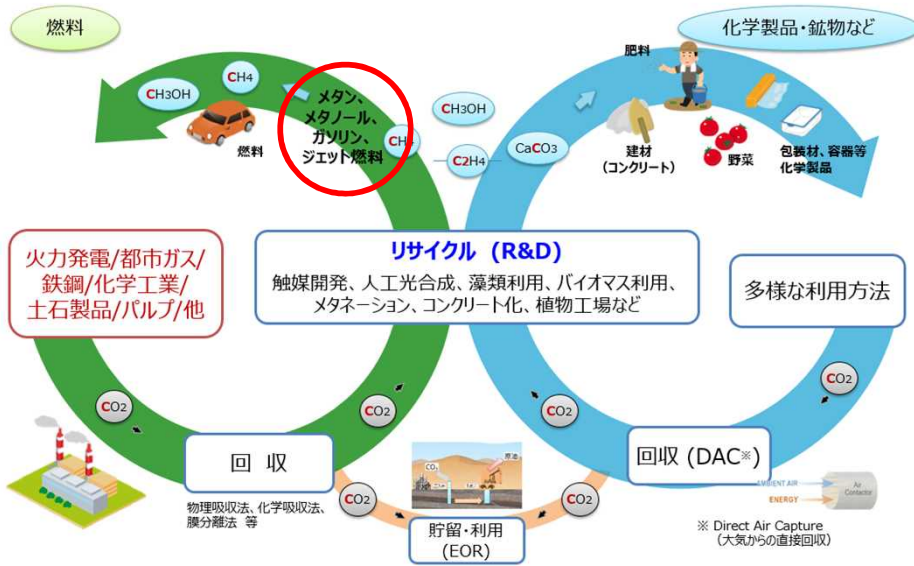 燃料
化学製品・鉱物など
肥料
CH4
CH3OH
メタン、
メタノール、
ガソリン、
ジェット燃料
CH3OH
CH4
C2H4
CaCO3
燃料
建材
(コンクリート)
野菜
包装材、容器等
化学製品
火力発電/都市ガス/
鉄鋼/化学工業/
土石製品/パルプ/他
リサイクル (R&D)
触媒開発、人工光合成、藻類利用、バイオマス利用、
メタネーション、コンクリート化、植物工場など
多様な利用方法
CO2
CO2
CO2
CO2
回 収
回収 (DAC※)
物理吸収法、化学吸収法、
膜分離法 等
CO2
CO2
CO2
原油
貯留・利用
(EOR)
AMBIENT AIR
ENERGY
Air
Contactor
※ Direct Air Capture
(大気からの直接回収)